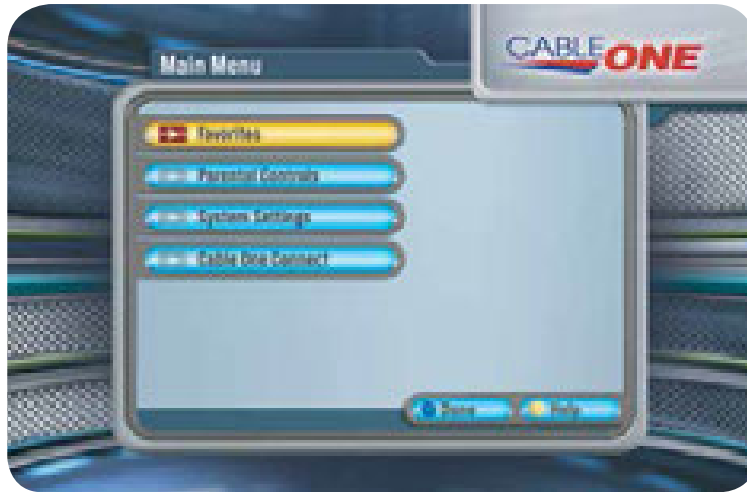 CABLE ONE
Main Menu
Favorites
Parental Controls
System Settings
Cable One Connect